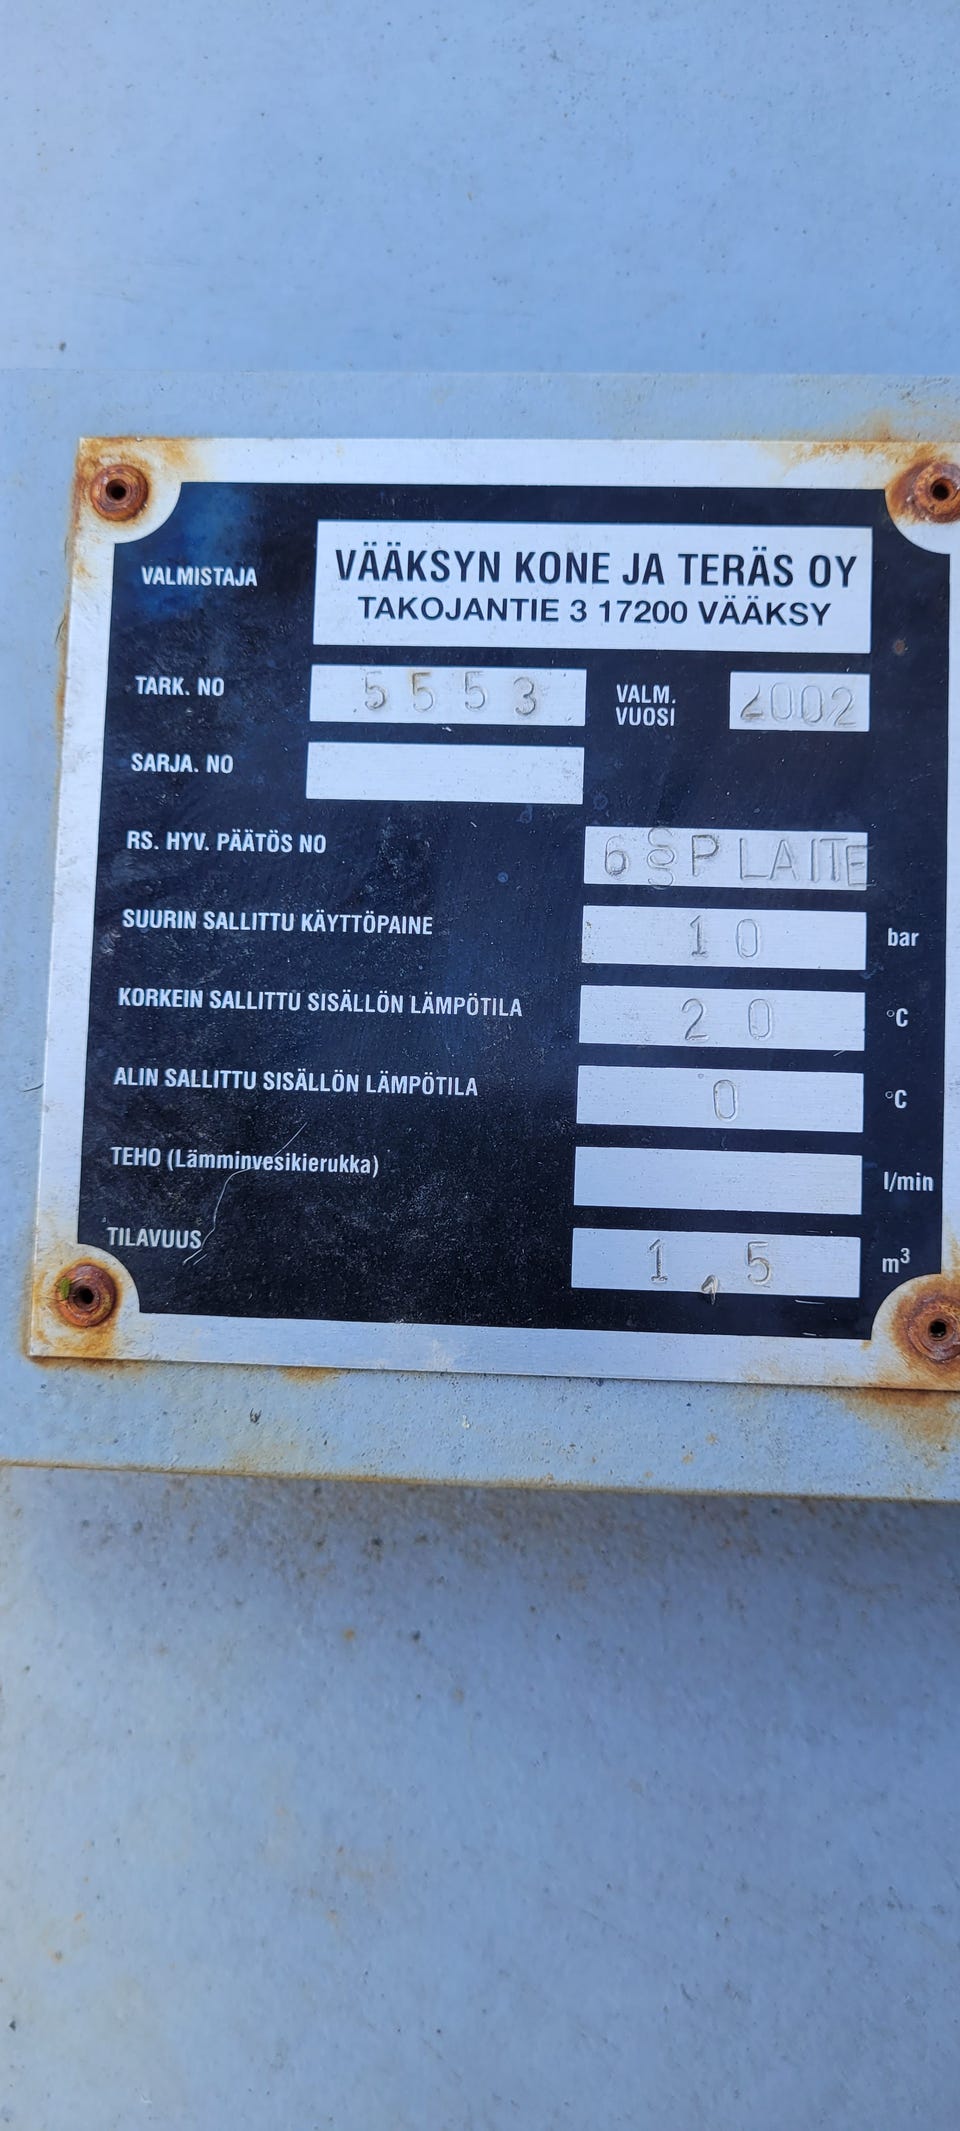 VALMISTAJA
VÄÄKSYN KONE JA TERÄS OY
TAKOJANTIE 3 17200 VÄÄKSY
TARK. NO 5553 VALM. VUOSI 2002
SARJA. NO
RS. HYV. PÄÄTÖS NO 6 § P LAITE
SUURIN SALLITTU KÄYTTÖPAINE 10 bar
KORKEIN SALLITTU SISÄLLÖN LÄMPÖTILA 20 °C
ALIN SALLITTU SISÄLLÖN LÄMPÖTILA 0 °C
TEHO (Lämminvesikierukka) l/min
TILAVUUS 1,5 m³